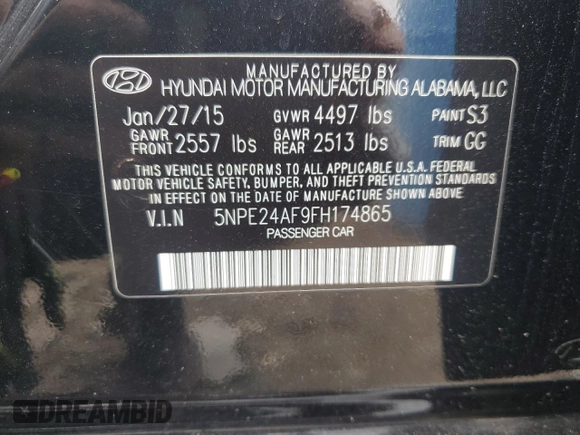 MANUFACTURED BY
HYUNDAI MOTOR MANUFACTURING ALABAMA, LLC
Jan/27/15 GVWR 4497 lbs PAINT S3
GAWR FRONT 2557 lbs GAWR REAR 2513 lbs TRIM GG
THIS VEHICLE CONFORMS TO ALL APPLICABLE U.S.A. FEDERAL
MOTOR VEHICLE SAFETY, BUMPER, AND THEFT PREVENTION STANDARDS
IN EFFECT ON THE DATE OF MANUFACTURE SHOWN ABOVE.
V.I.N 5NPE24AF9FH174865
PASSENGER CAR
DREAMBID